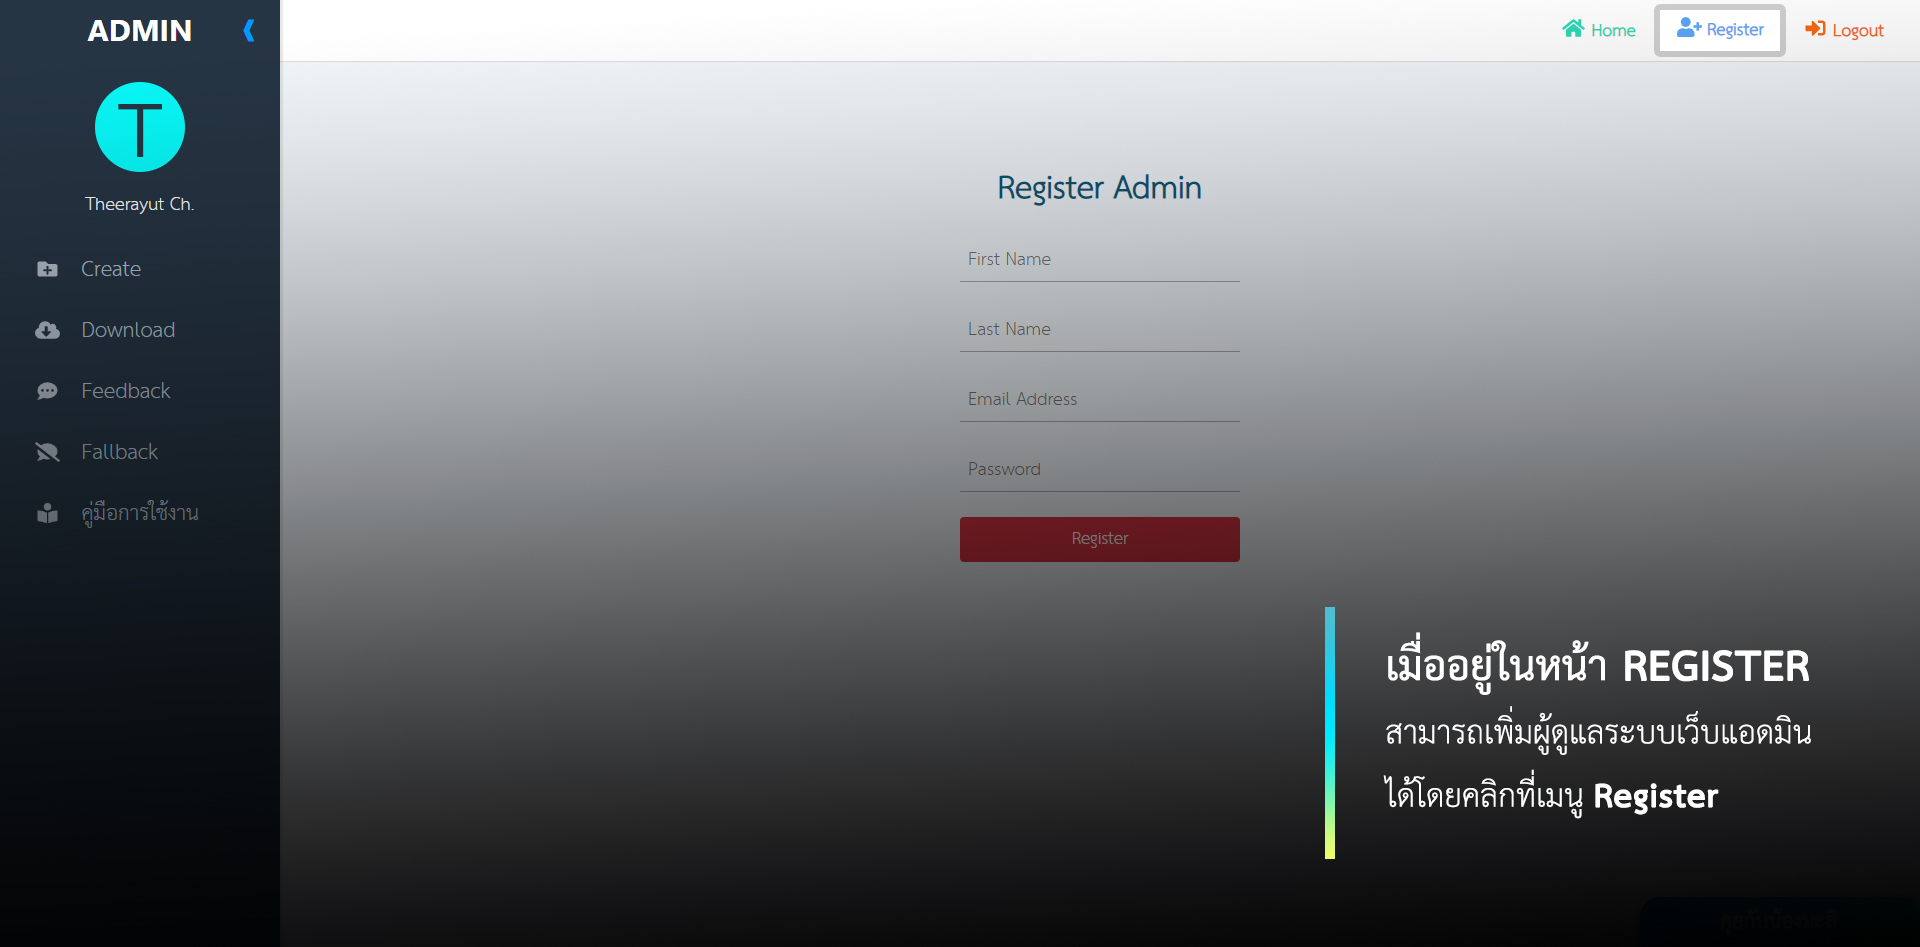 ADMIN
Home
Register
Logout
T
Theerayut Ch.
Create
Download
Feedback
Fallback
คู่มือการใช้งาน
Register Admin
First Name
Last Name
Email Address
Password
Register
เมื่ออยู่ในหน้า REGISTER
สามารถเพิ่มผู้ดูแลระบบเว็บแอดมิน
ได้โดยคลิกที่เมนู Register